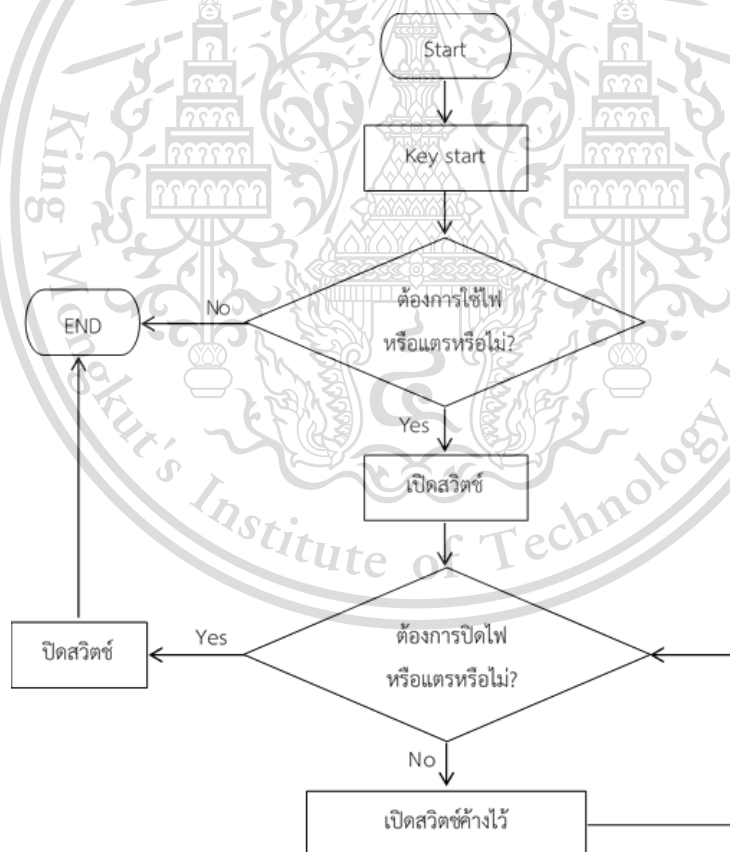 Start
Key start
ต้องการใช้ไฟ
หรือแตรหรือไม่?
No
END
Yes
เปิดสวิตช์
ต้องการปิดไฟ
หรือแตรหรือไม่?
Yes
ปิดสวิตช์
No
เปิดสวิตช์ค้างไว้
King Mongkut's Institute of Technology